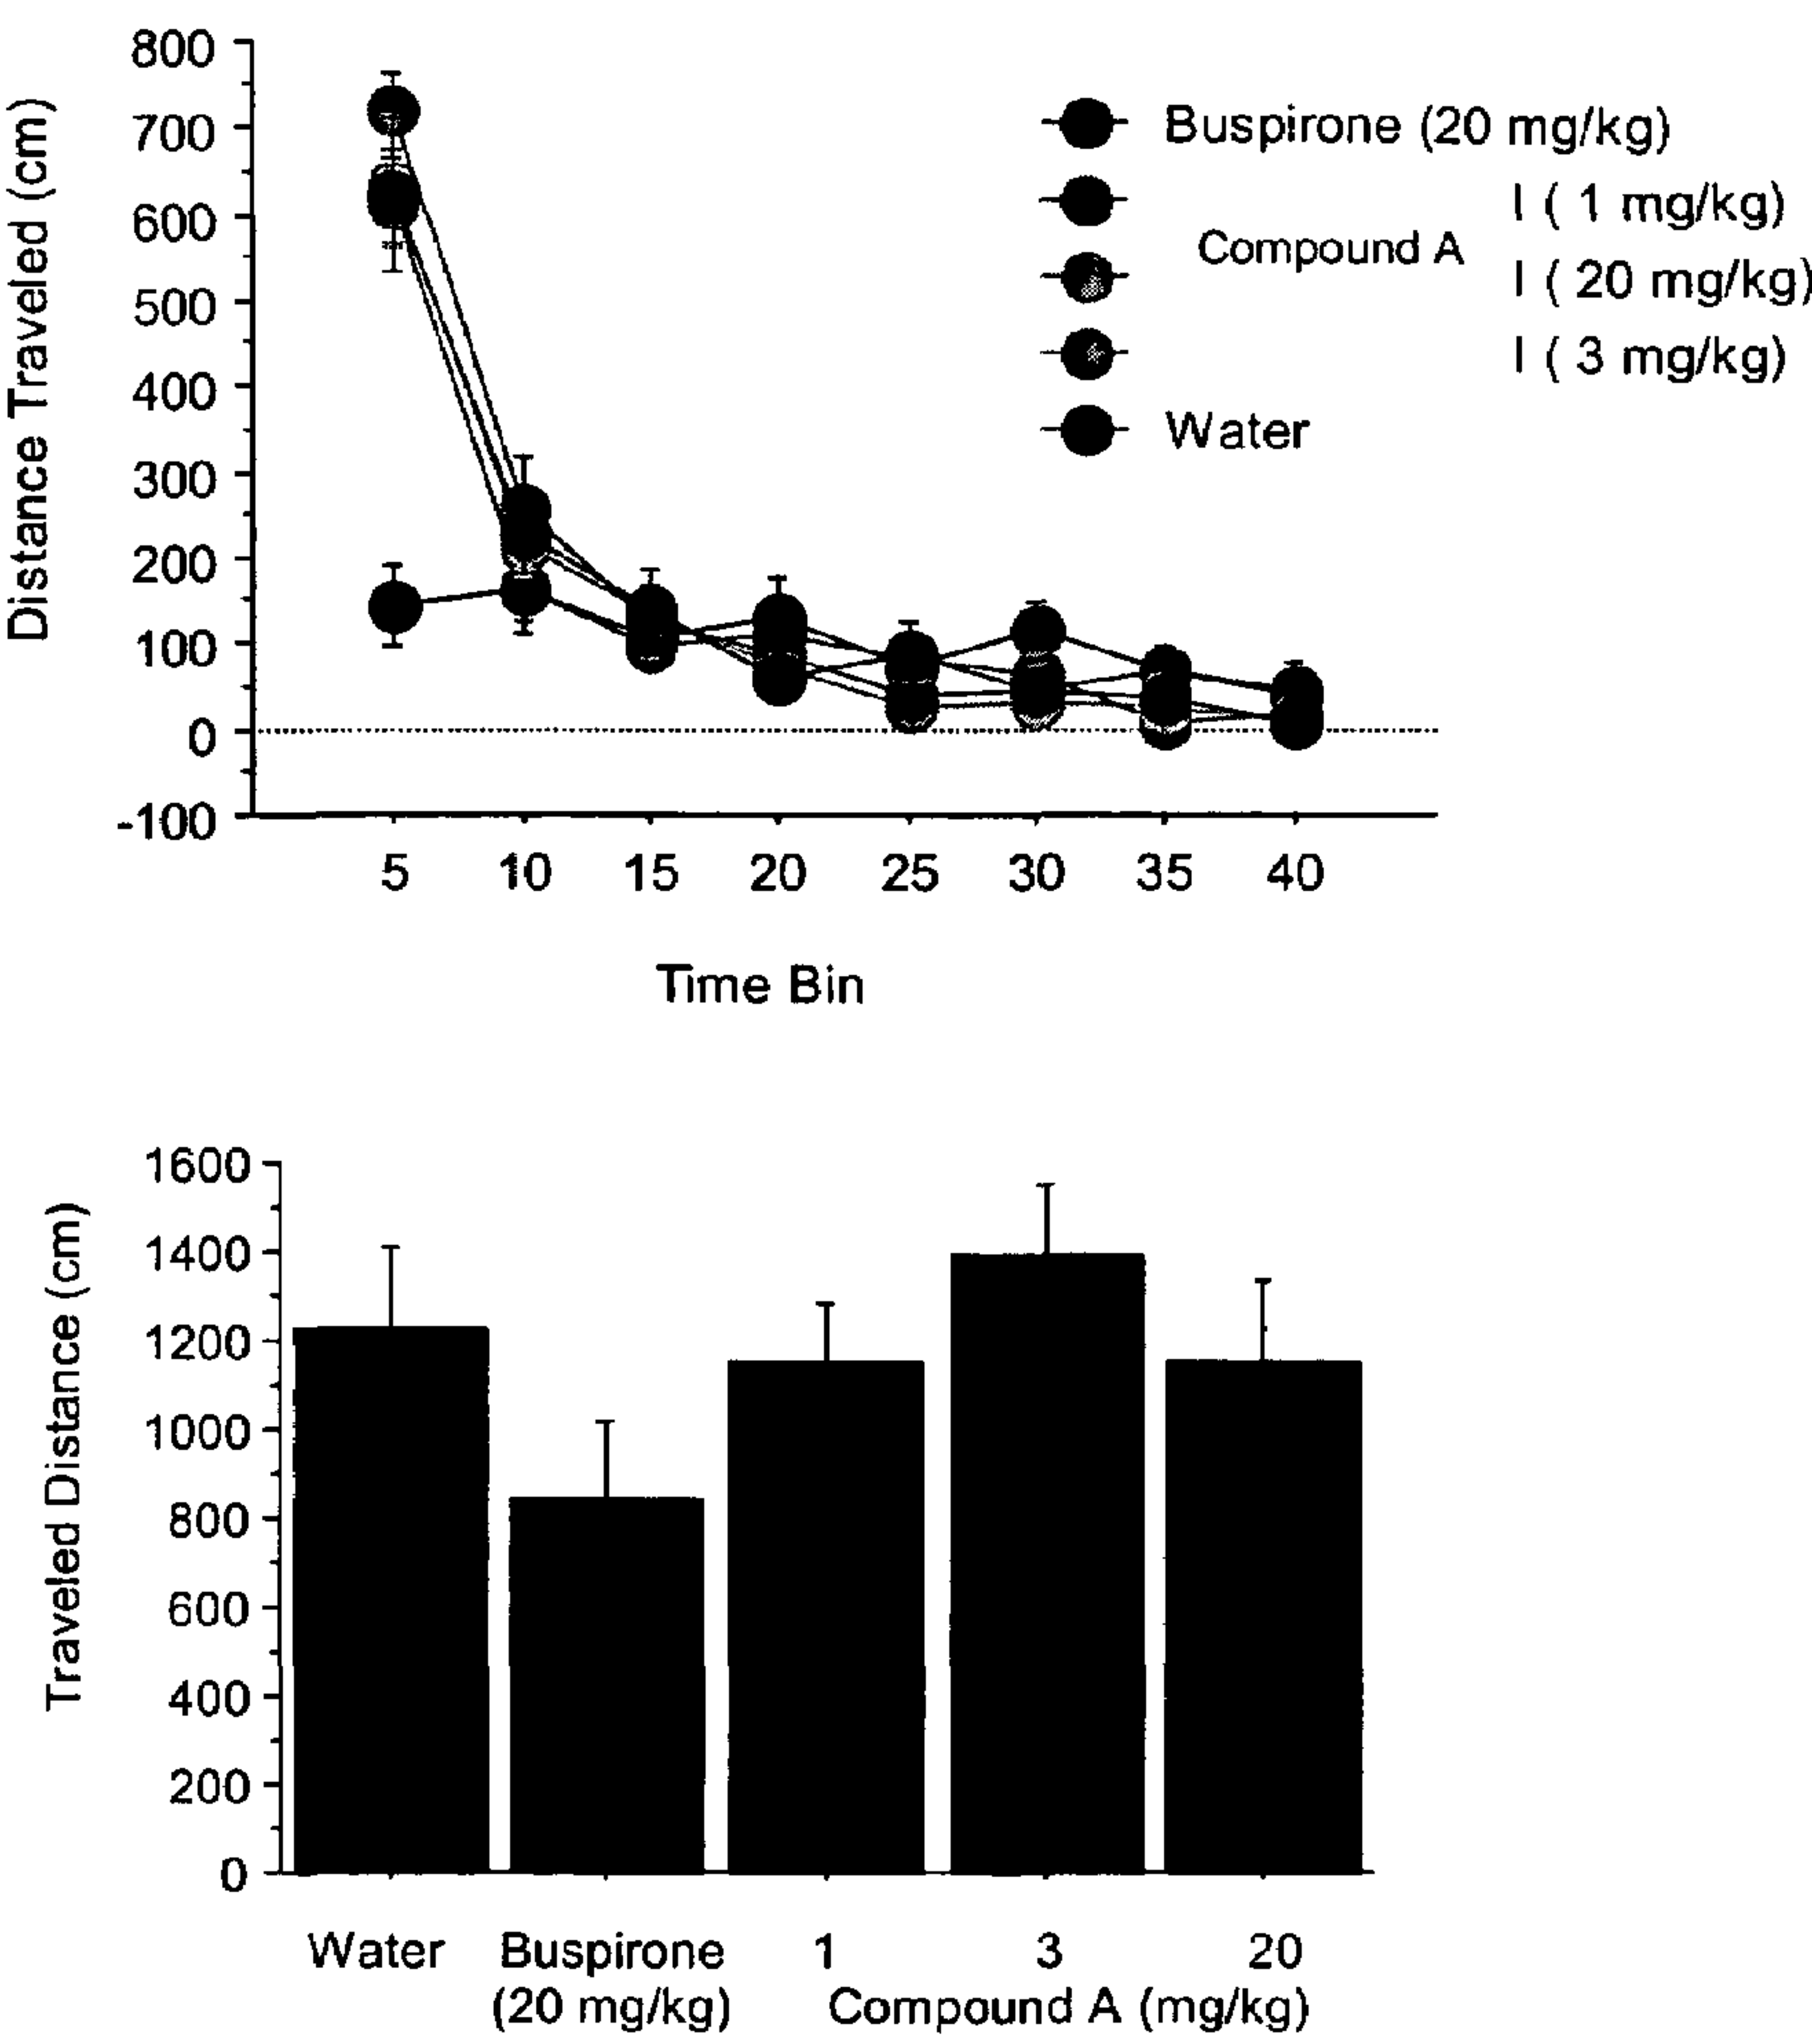 800
700
600
500
400
300
200
100
0
-100
Distance Traveled (cm)
Buspirone (20 mg/kg)
I ( 1 mg/kg)
Compound A
I ( 20 mg/kg)
I ( 3 mg/kg)
Water
5 10 15 20 25 30 35 40
Time Bin
1600
1400
1200
1000
800
600
400
200
0
Traveled Distance (cm)
Water Buspirone 1 3 20
(20 mg/kg) Compound A (mg/kg)